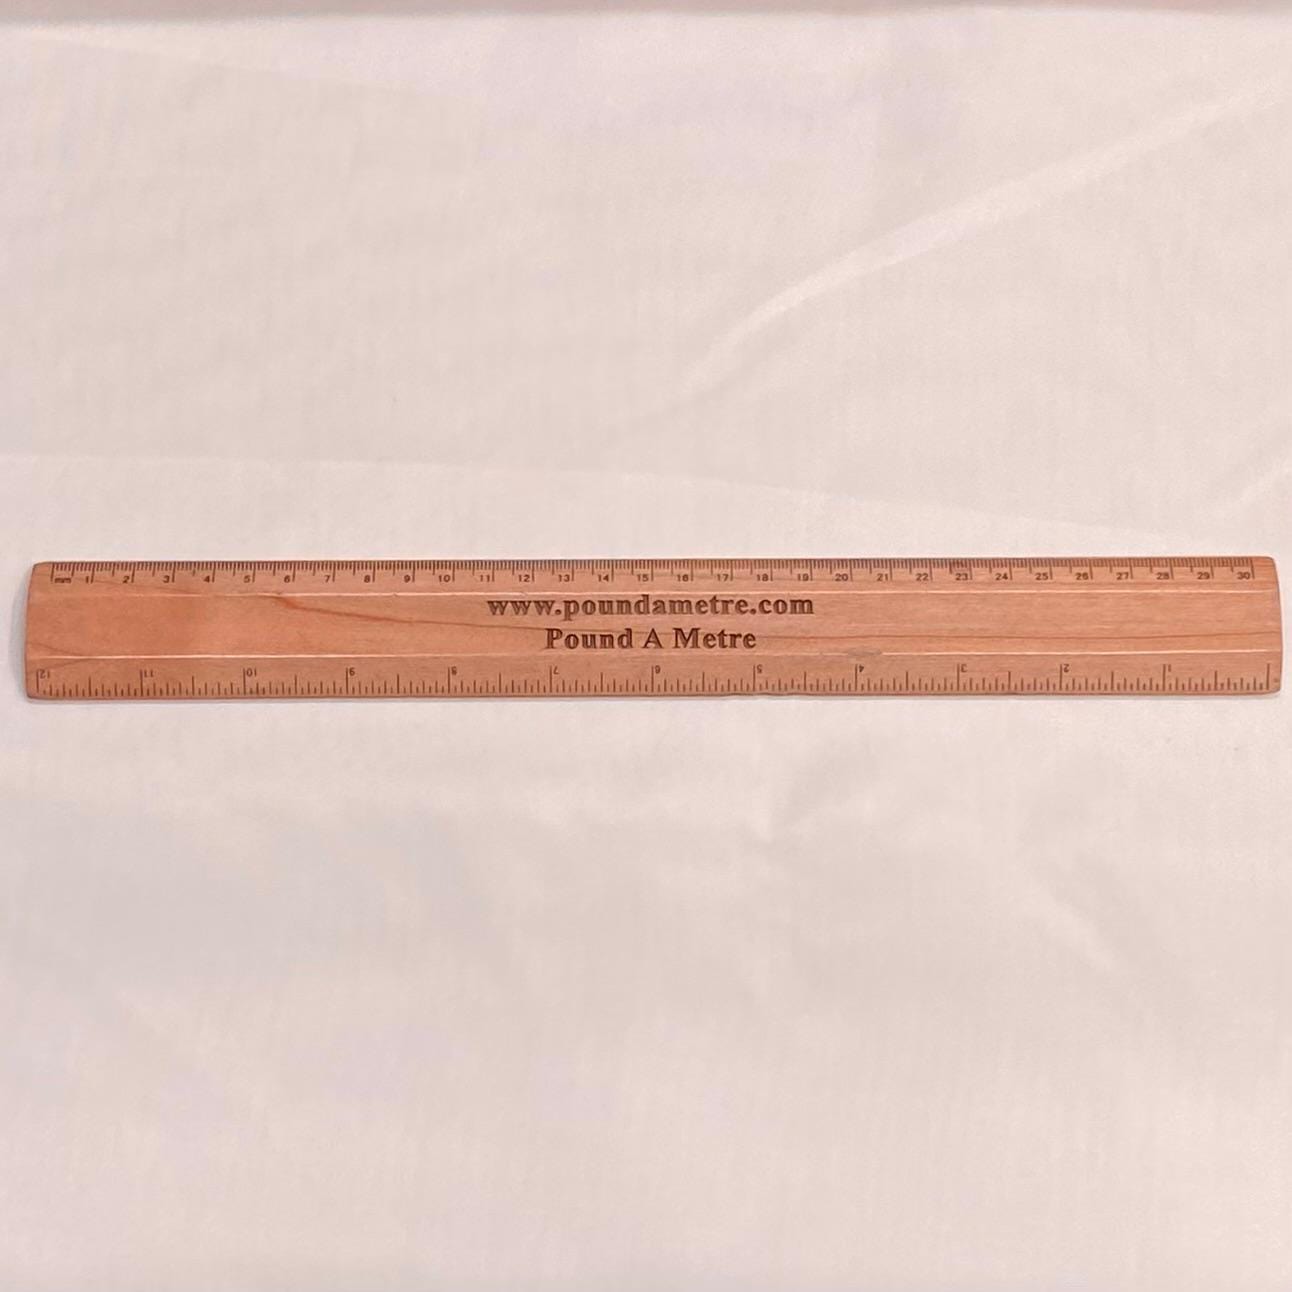 mm 1 2 3 4 5 6 7 8 9 10 11 12 13 14 15 16 17 18 19 20 21 22 23 24 25 26 27 28 29 30
www.poundametre.com
Pound A Metre
12 11 10 9 8 7 6 5 4 3 2 1